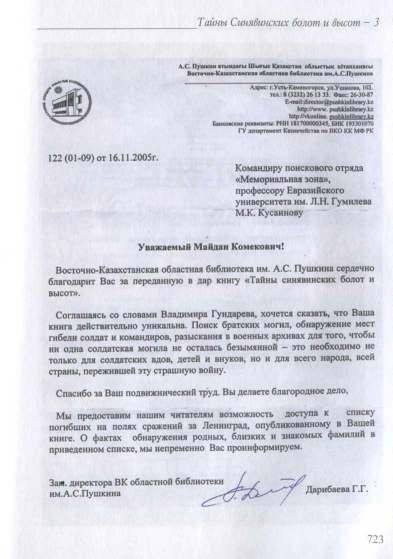 Тайны Синявинских болот и высот – 3
А.С. Пушкин атындағы Шығыс Қазақстан облыстық кітапханасы
Восточно-Казахстанская областная библиотека им.А.С.Пушкина
Адрес: г.Усть-Каменогорск, ул.Ушанова, 102.
тел.: 8 (3232) 26 13 33. Факс: 26-30-87
E-mail:director@pushkinlibrary.kz
http://www.pushkinlibrary.kz
http://vkonline. pushkinlibrary.kz
Банковские реквизиты: РНН 181700000345, БИК 195301070
ГУ департамент Казначейства по ВКО КК МФ РК
122 (01-09) от 16.11.2005г.
Командиру поискового отряда
«Мемориальная зона»,
профессору Евразийского
университета им. Л.Н. Гумилева
М.К. Кусаинову
Уважаемый Майдан Комекович!
Восточно-Казахстанская областная библиотека им. А.С. Пушкина сердечно
благодарит Вас за переданную в дар книгу «Тайны синявинских болот и
высот».
Соглашаясь со словами Владимира Гундарева, хочется сказать, что Ваша
книга действительно уникальна. Поиск братских могил, обнаружение мест
гибели солдат и командиров, разыскания в военных архивах для того, чтобы
ни одна солдатская могила не осталась безымянной – это необходимо не
только для солдатских вдов, детей и внуков, но и для всего народа, всей
страны, пережившей эту страшную войну.
Спасибо за Ваш подвижнический труд. Вы делаете благородное дело.
Мы предоставим нашим читателям возможность доступа к списку
погибших на полях сражений за Ленинград, опубликованному в Вашей
книге. О фактах обнаружения родных, близких и знакомых фамилий в
приведенном списке, мы непременно Вас проинформируем.
Зам. директора ВК областной библиотеки
им.А.С.Пушкина
Дарибаева Г.Г.
723